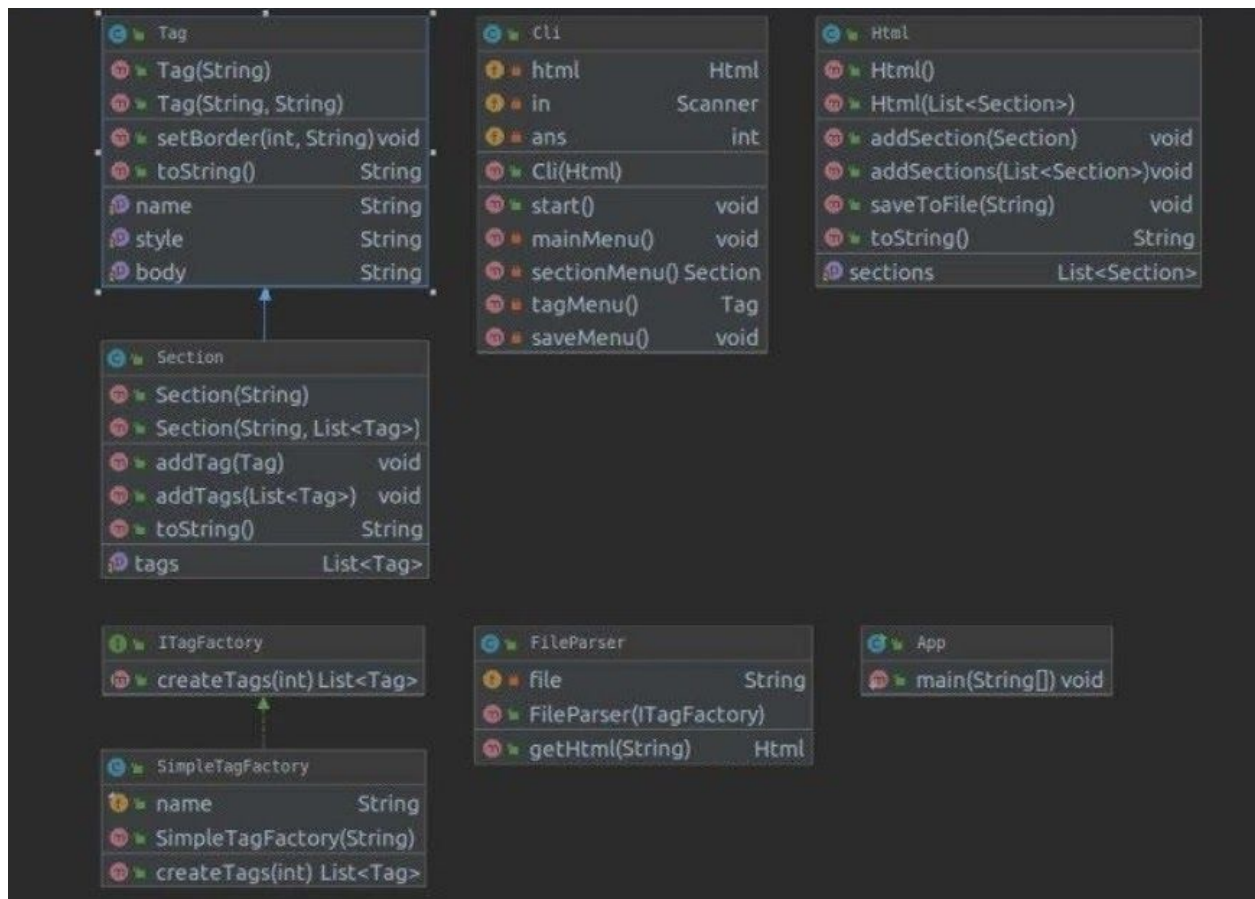 Tag
Tag(String)
Tag(String, String)
setBorder(int, String) void
toString() String
name String
style String
body String
Cli
html Html
in Scanner
ans int
Cli(Html)
start() void
mainMenu() void
sectionMenu() Section
tagMenu() Tag
saveMenu() void
Html
Html()
Html(List<Section>)
addSection(Section) void
addSections(List<Section>) void
saveToFile(String) void
toString() String
sections List<Section>
Section
Section(String)
Section(String, List<Tag>)
addTag(Tag) void
addTags(List<Tag>) void
toString() String
tags List<Tag>
ITagFactory
createTags(int) List<Tag>
SimpleTagFactory
name String
SimpleTagFactory(String)
createTags(int) List<Tag>
FileParser
file String
FileParser(ITagFactory)
getHtml(String) Html
App
main(String[]) void